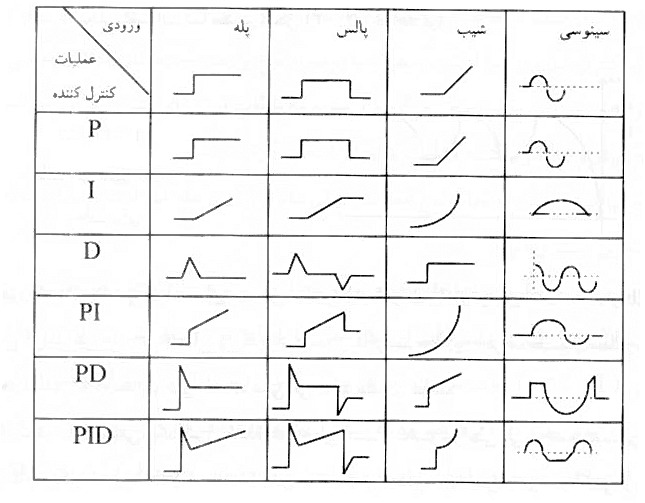 ورودی
عملیات
کنترل کننده
پله
پالس
شیب
سینوسی
P
I
D
PI
PD
PID